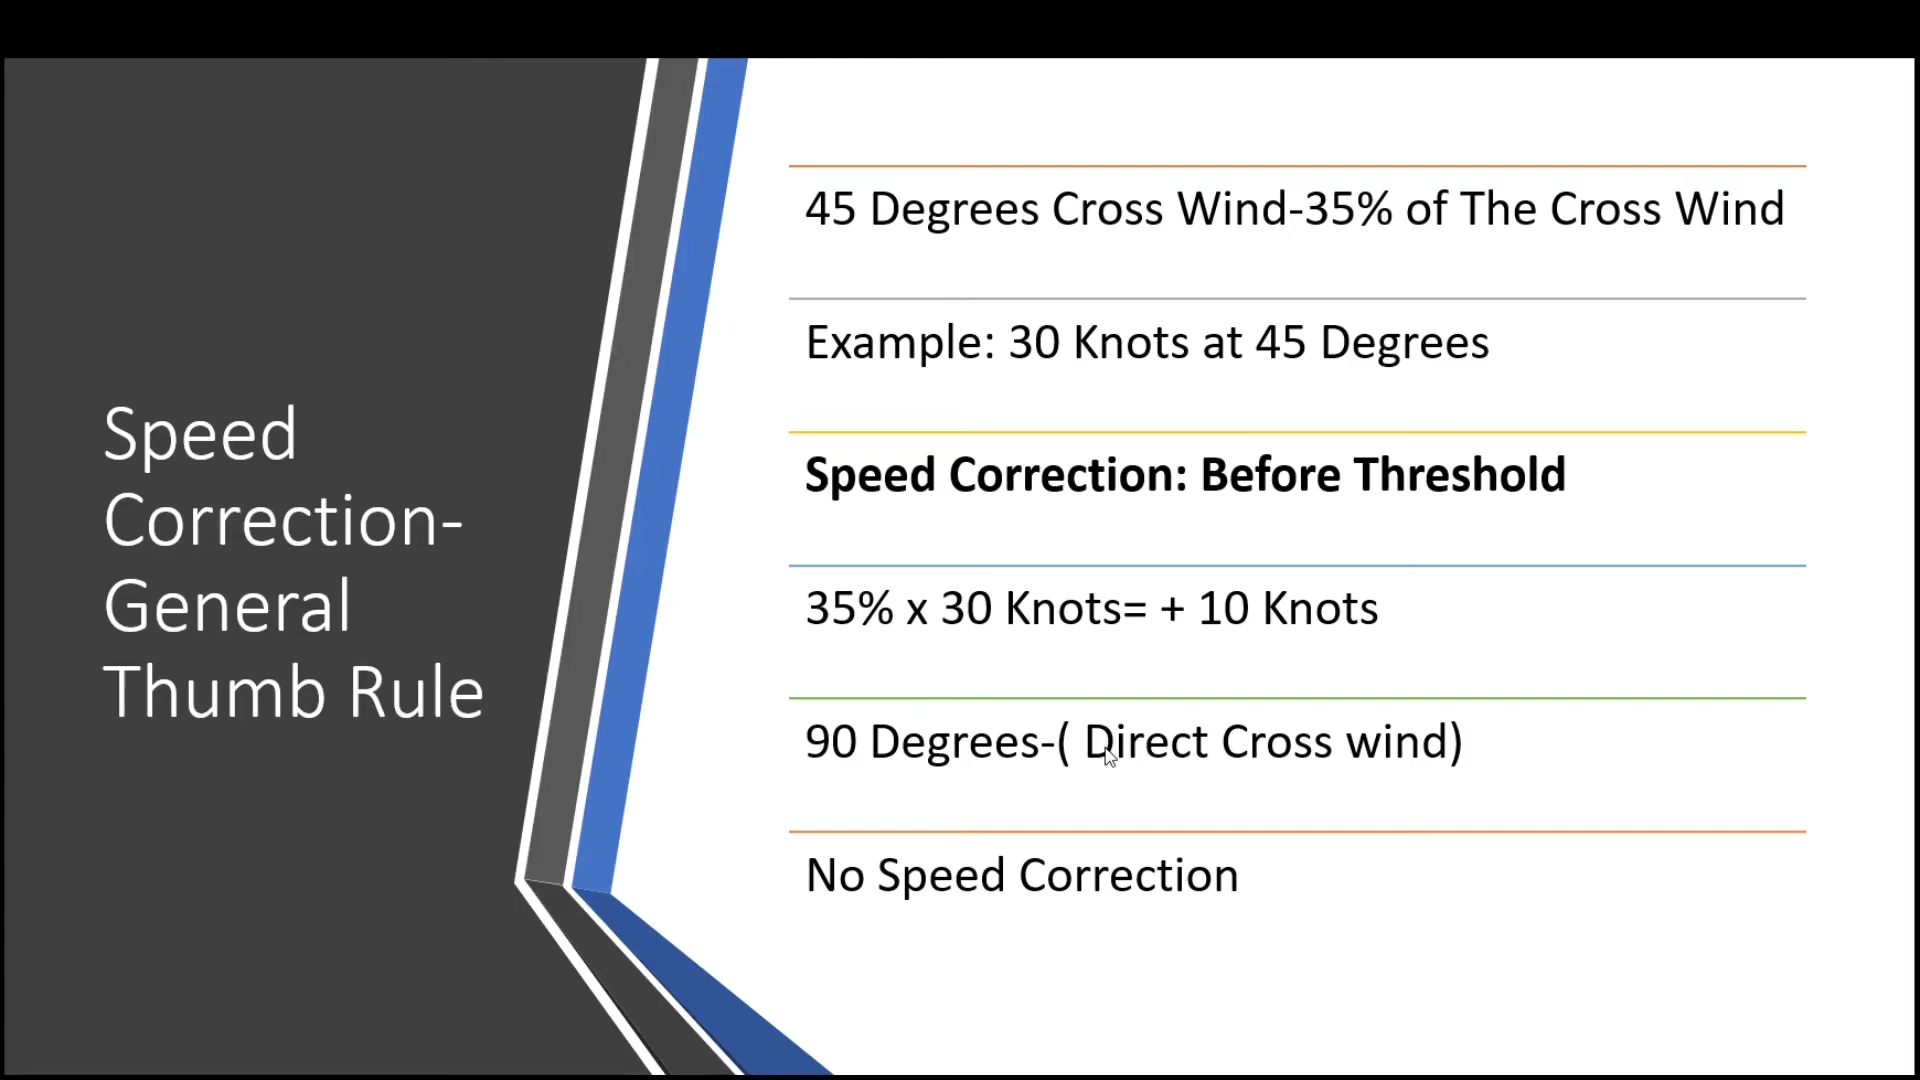 Speed
Correction-
General
Thumb Rule
45 Degrees Cross Wind-35% of The Cross Wind
Example: 30 Knots at 45 Degrees
Speed Correction: Before Threshold
35% x 30 Knots= + 10 Knots
90 Degrees-( Direct Cross wind)
No Speed Correction